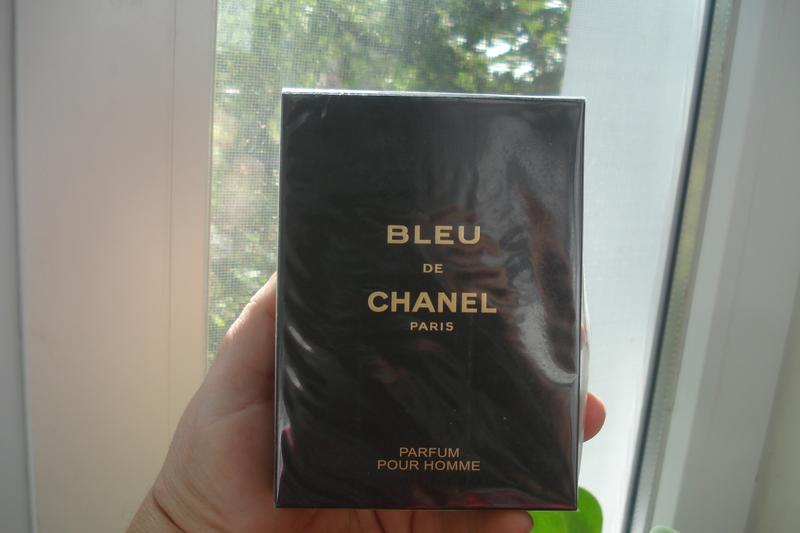 BLEU
DE
CHANEL
PARIS
PARFUM
POUR HOMME